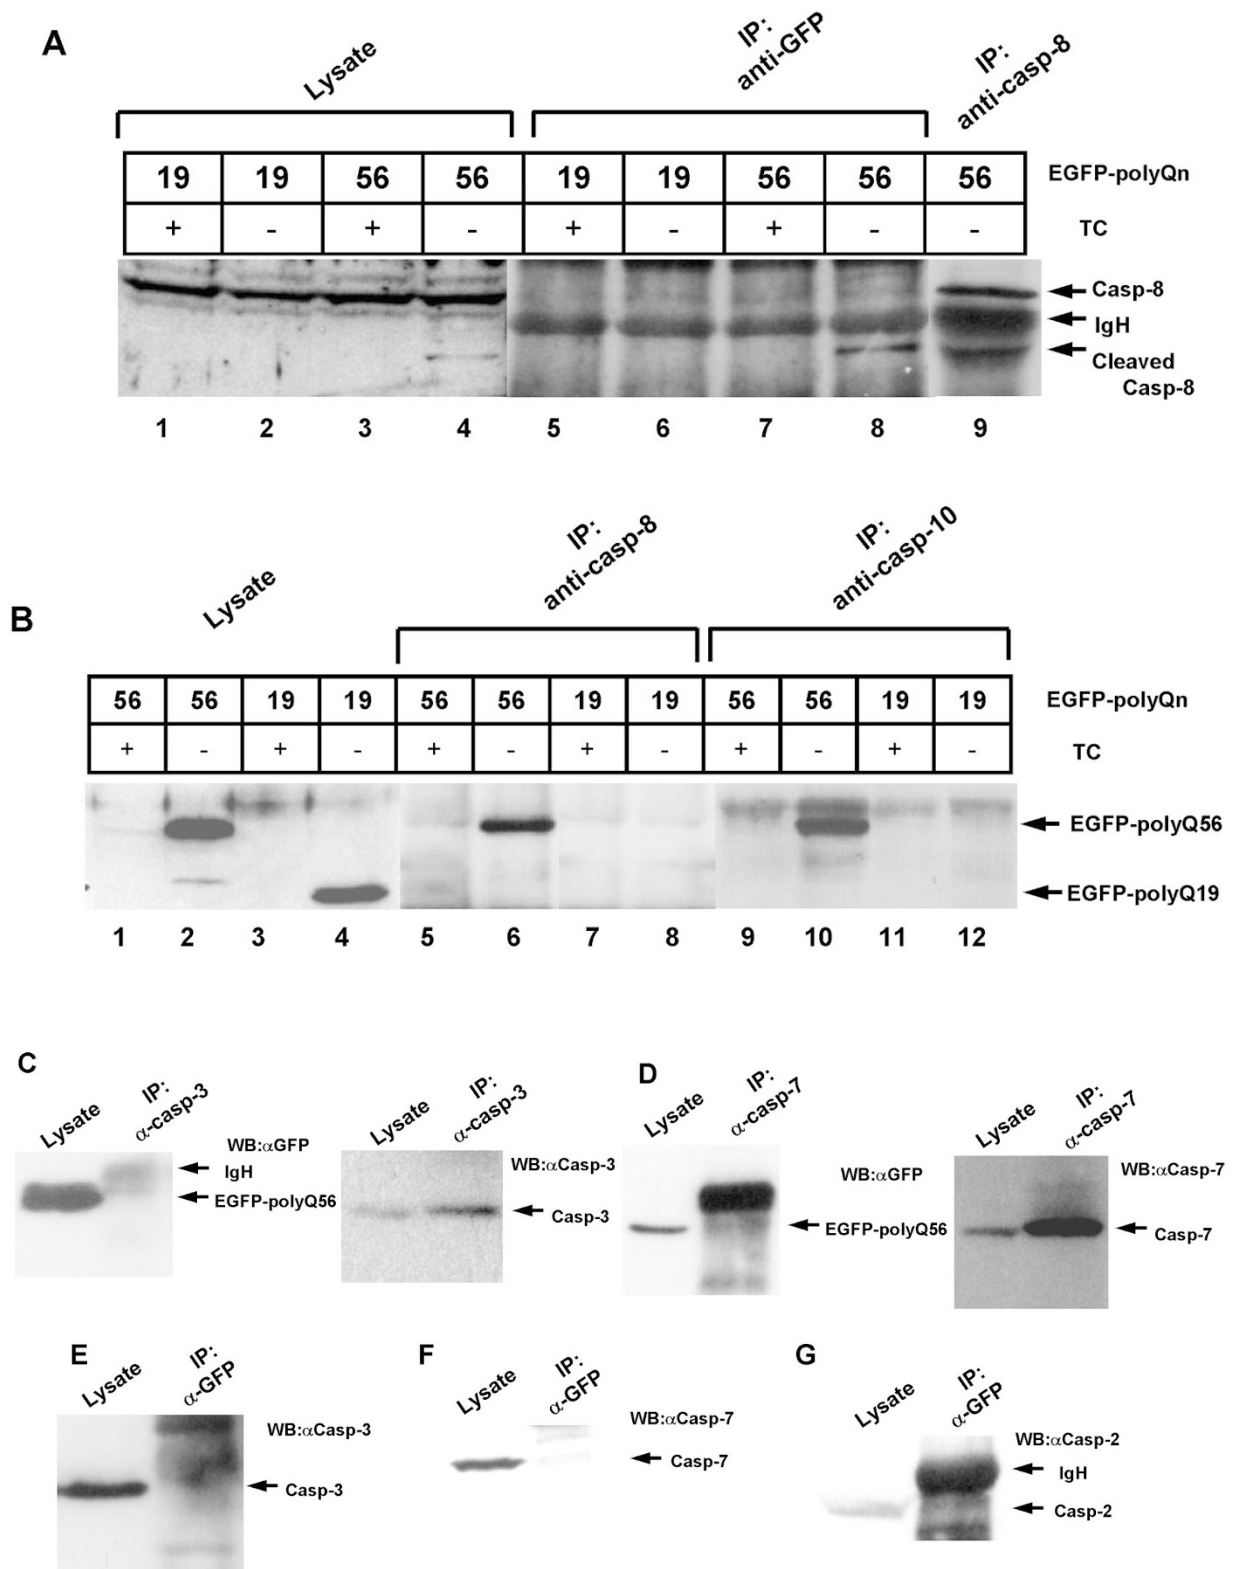 A
Lysate
IP:
anti-GFP
IP:
anti-casp-8
19 19 56 56 19 19 56 56 56 EGFP-polyQn
+ - + - + - + - - TC
Casp-8
IgH
Cleaved
Casp-8
1 2 3 4 5 6 7 8 9
B
Lysate
IP:
anti-casp-8
IP:
anti-casp-10
56 56 19 19 56 56 19 19 56 56 19 19 EGFP-polyQn
+ - + - + - + - + - + - TC
EGFP-polyQ56
EGFP-polyQ19
1 2 3 4 5 6 7 8 9 10 11 12
C
Lysate
IP:
α-casp-3
WB:αGFP
IgH
EGFP-polyQ56
Lysate
IP:
α-casp-3
WB:αCasp-3
Casp-3
D
Lysate
IP:
α-casp-7
WB:αGFP
EGFP-polyQ56
Lysate
IP:
α-casp-7
WB:αCasp-7
Casp-7
E
Lysate
IP:
α-GFP
WB:αCasp-3
Casp-3
F
Lysate
IP:
α-GFP
WB:αCasp-7
Casp-7
G
Lysate
IP:
α-GFP
WB:αCasp-2
IgH
Casp-2